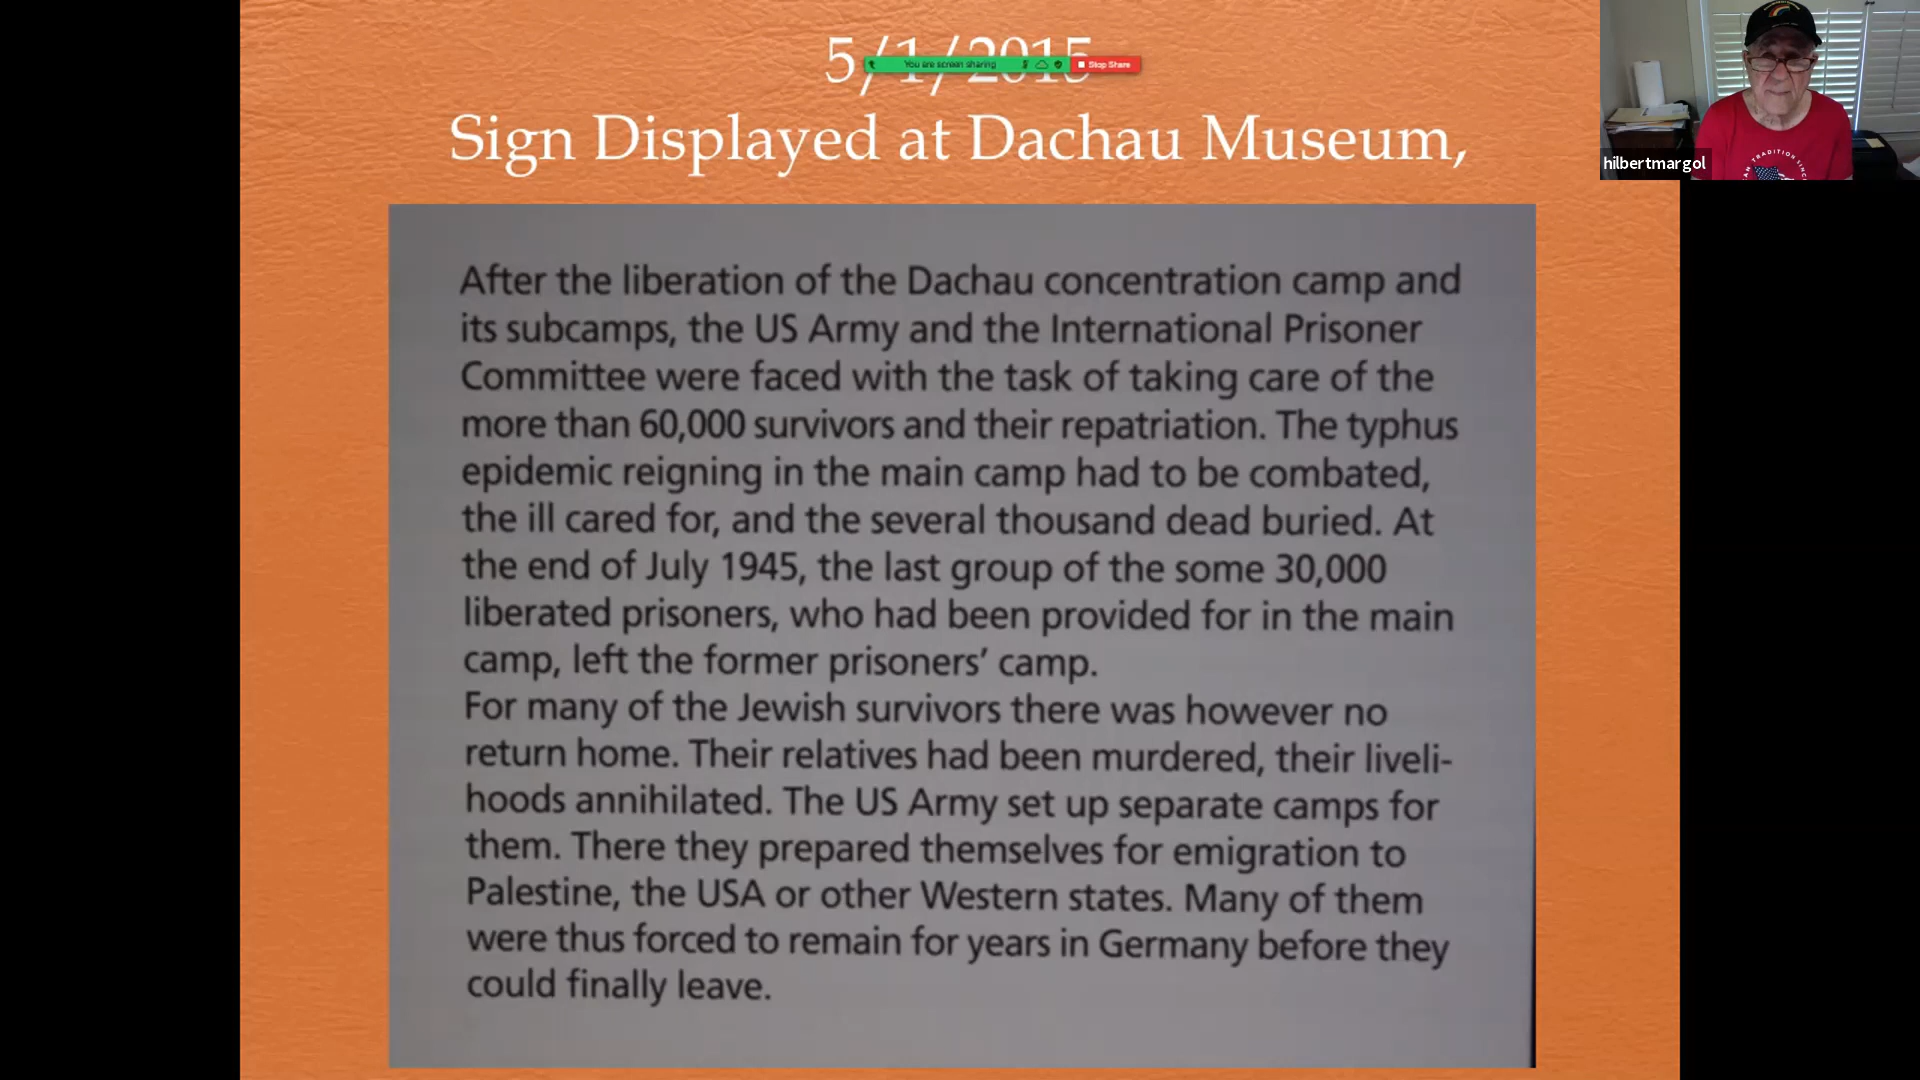 5/1/2015
You are screen sharing
Stop Share
Sign Displayed at Dachau Museum,
hilbertmargol
TRADITION SINC
After the liberation of the Dachau concentration camp and
its subcamps, the US Army and the International Prisoner
Committee were faced with the task of taking care of the
more than 60,000 survivors and their repatriation. The typhus
epidemic reigning in the main camp had to be combated,
the ill cared for, and the several thousand dead buried. At
the end of July 1945, the last group of the some 30,000
liberated prisoners, who had been provided for in the main
camp, left the former prisoners’ camp.
For many of the Jewish survivors there was however no
return home. Their relatives had been murdered, their liveli-
hoods annihilated. The US Army set up separate camps for
them. There they prepared themselves for emigration to
Palestine, the USA or other Western states. Many of them
were thus forced to remain for years in Germany before they
could finally leave.